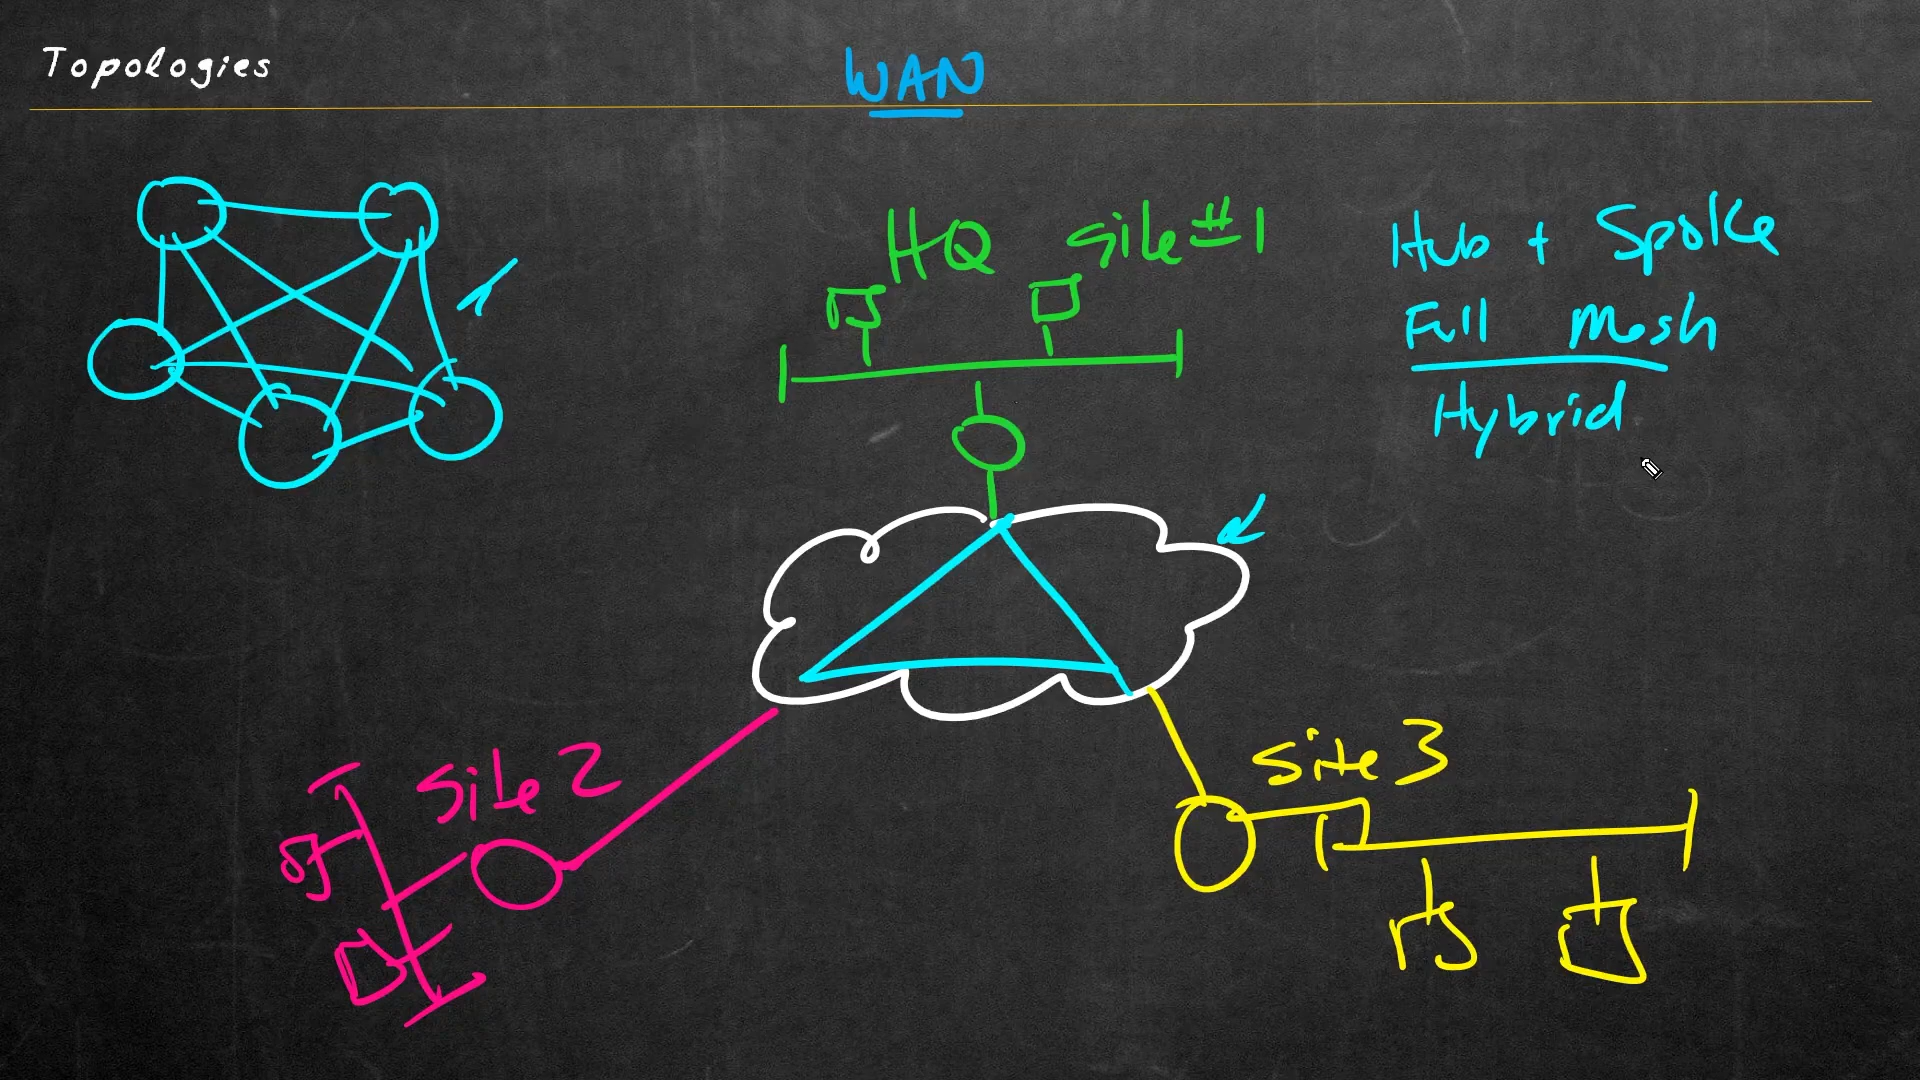 Topologies
WAN
HQ Site #1
Hub + Spoke
Full Mesh
Hybrid
Site 2
Site 3